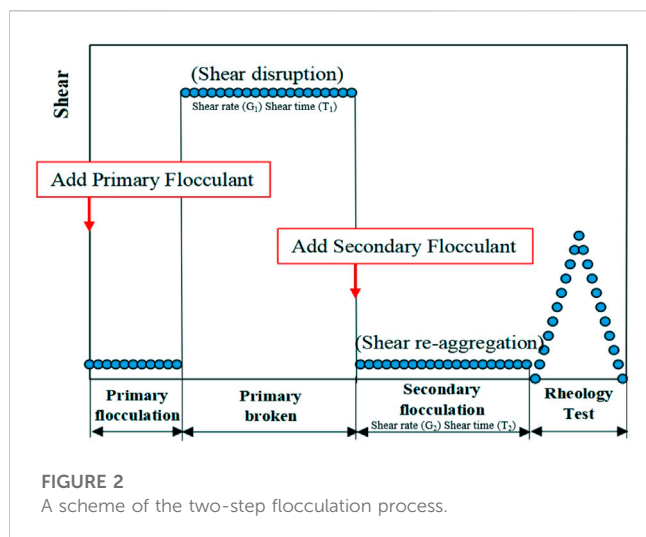 Shear
(Shear disruption)
Shear rate (G₁) Shear time (T₁)
Add Primary Flocculant
Add Secondary Flocculant
(Shear re-aggregation)
Primary
flocculation
Primary
broken
Secondary
flocculation
Shear rate (G₂) Shear time (T₂)
Rheology
Test
FIGURE 2
A scheme of the two-step flocculation process.